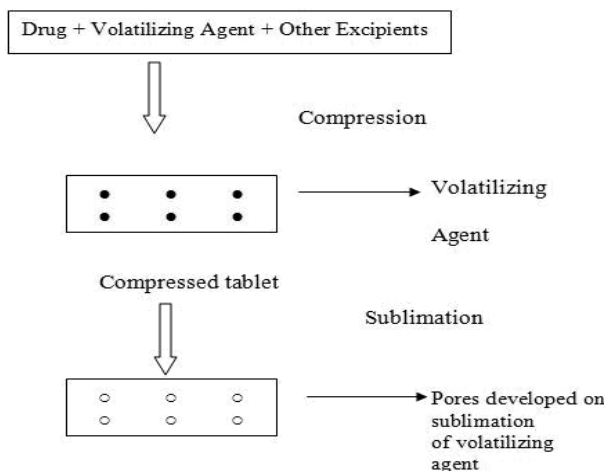 Drug + Volatilizing Agent + Other Excipients
Compression
Volatilizing
Agent
Compressed tablet
Sublimation
Pores developed on
sublimation
of volatilizing
agent